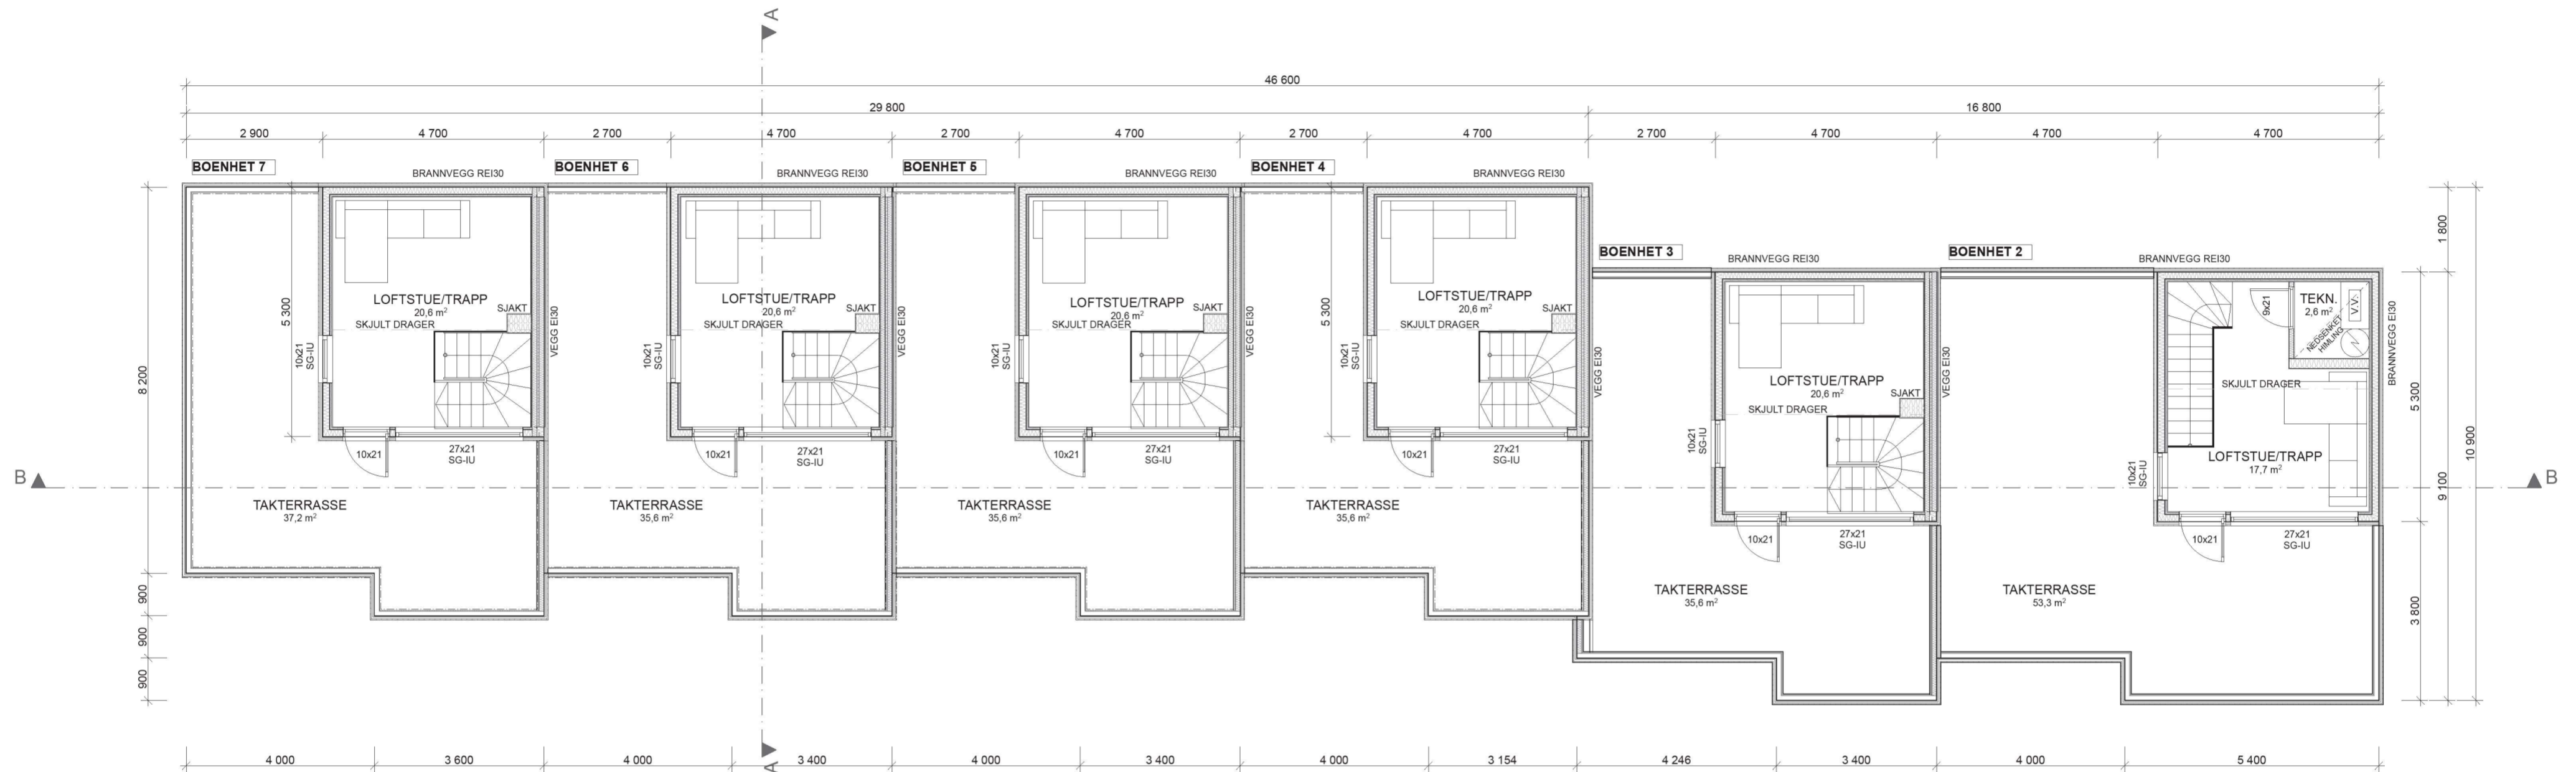 A
46 600
29 800
16 800
2 900
4 700
2 700
4 700
2 700
4 700
2 700
4 700
2 700
4 700
4 700
4 700
BOENHET 7
BRANNVEGG REI30
BOENHET 6
BRANNVEGG REI30
BOENHET 5
BRANNVEGG REI30
BOENHET 4
BRANNVEGG REI30
BOENHET 3
BRANNVEGG REI30
BOENHET 2
BRANNVEGG REI30
8 200
900
900
900
5 300
LOFTSTUE/TRAPP
20,6 m²
SKJULT DRAGER
SJAKT
VEGG EI30
10x21
SG-IU
10x21
27x21
SG-IU
TAKTERRASSE
37,2 m²
LOFTSTUE/TRAPP
20,6 m²
SKJULT DRAGER
SJAKT
VEGG EI30
10x21
SG-IU
10x21
27x21
SG-IU
TAKTERRASSE
35,6 m²
LOFTSTUE/TRAPP
20,6 m²
SKJULT DRAGER
SJAKT
VEGG EI30
10x21
SG-IU
10x21
27x21
SG-IU
TAKTERRASSE
35,6 m²
5 300
LOFTSTUE/TRAPP
20,6 m²
SKJULT DRAGER
SJAKT
VEGG EI30
10x21
SG-IU
10x21
27x21
SG-IU
TAKTERRASSE
35,6 m²
LOFTSTUE/TRAPP
20,6 m²
SKJULT DRAGER
SJAKT
VEGG EI30
10x21
SG-IU
10x21
27x21
SG-IU
TAKTERRASSE
35,6 m²
9x21
TEKN.
2,6 m²
V.V.
NEDSENKET
HIMLING
BRANNVEGG EI30
SKJULT DRAGER
LOFTSTUE/TRAPP
17,7 m²
10x21
SG-IU
10x21
27x21
SG-IU
TAKTERRASSE
53,3 m²
1 800
5 300
3 800
9 100
10 900
B
B
A
4 000
3 600
4 000
3 400
4 000
3 400
4 000
3 154
4 246
3 400
4 000
5 400